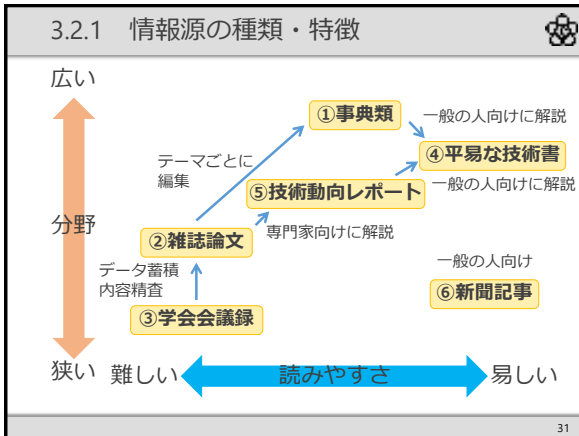 3.2.1 情報源の種類・特徴
広い
①事典類
一般の人向けに解説
④平易な技術書
テーマごとに
編集
⑤技術動向レポート
一般の人向けに解説
分野
②雑誌論文
専門家向けに解説
データ蓄積
内容精査
一般の人向け
⑥新聞記事
③学会会議録
狭い
難しい
読みやすさ
易しい
31